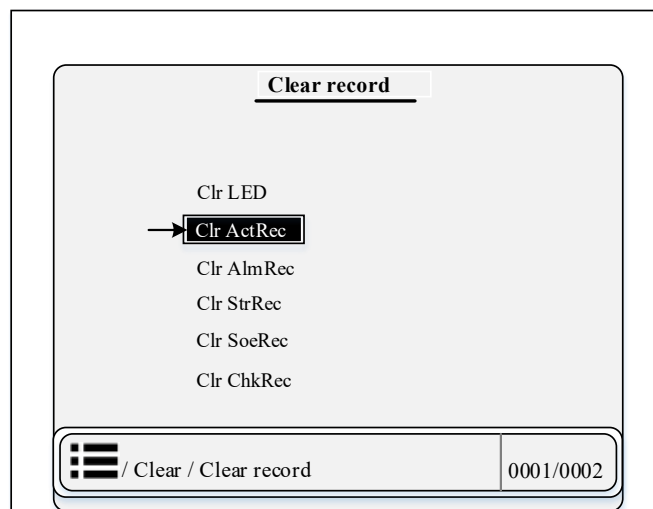 Clear record
Clr LED
Clr ActRec
Clr AlmRec
Clr StrRec
Clr SoeRec
Clr ChkRec
/ Clear / Clear record
0001/0002